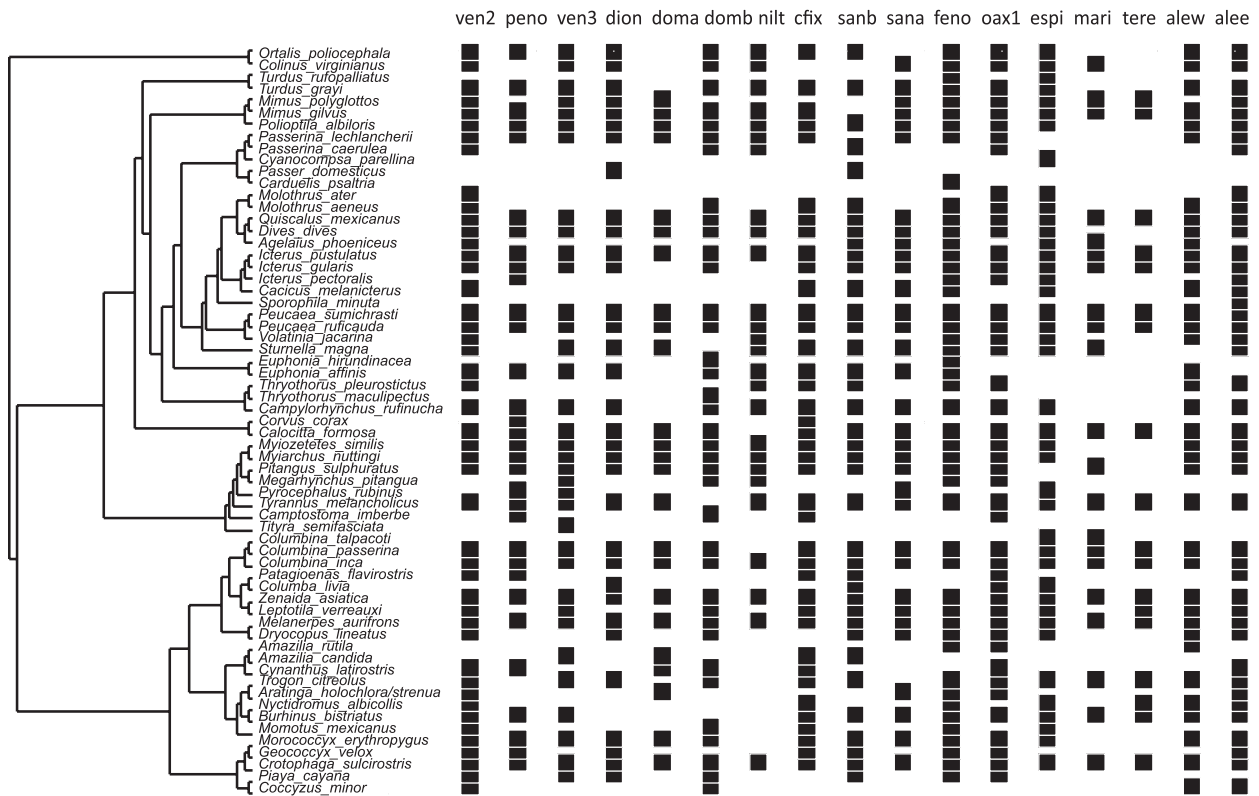 ven2 peno ven3 dion doma domb nilt cfix sanb sana feno oax1 espi mari tere alew alee
Ortalis_poliocephala
Colinus_virginianus
Turdus_rufopalliatus
Turdus_grayi
Mimus_polyglottos
Mimus_gilvus
Polioptila_albiloris
Passerina_lechlancherii
Passerina_caerulea
Cyanocompsa_parellina
Passer_domesticus
Carduelis_psaltria
Molothrus_ater
Molothrus_aeneus
Quiscalus_mexicanus
Dives_dives
Agelaius_phoeniceus
Icterus_pustulatus
Icterus_gularis
Icterus_pectoralis
Cacicus_melanicterus
Sporophila_minuta
Peucaea_sumichrasti
Peucaea_ruficauda
Volatinia_jacarina
Sturnella_magna
Euphonia_hirundinacea
Euphonia_affinis
Thryothorus_pleurostictus
Thryothorus_maculipectus
Campylorhynchus_rufinucha
Corvus_corax
Calocitta_formosa
Myiozetetes_similis
Myiarchus_nuttingi
Pitangus_sulphuratus
Megarhynchus_pitangua
Pyrocephalus_rubinus
Tyrannus_melancholicus
Camptostoma_imberbe
Tityra_semifasciata
Columbina_talpacoti
Columbina_passerina
Columbina_inca
Patagioenas_flavirostris
Columba_livia
Zenaida_asiatica
Leptotila_verreauxi
Melanerpes_aurifrons
Dryocopus_lineatus
Amazilia_rutila
Amazilia_candida
Cynanthus_latirostris
Trogon_citreolus
Aratinga_holochlora/strenua
Nyctidromus_albicollis
Burhinus_bistriatus
Momotus_mexicanus
Morococcyx_erythropygus
Geococcyx_velox
Crotophaga_sulcirostris
Piaya_cayana
Coccyzus_minor